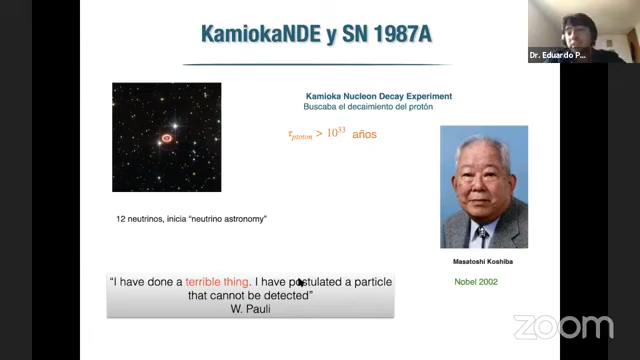 KamiokaNDE y SN 1987A
Dr. Eduardo P...
Kamioka Nucleon Decay Experiment
Buscaba el decaimiento del protón
τ_proton > 10^33 años
12 neutrinos, inicia “neutrino astronomy”
Masatoshi Koshiba
Nobel 2002
“I have done a terrible thing. I have postulated a particle
that cannot be detected”
W. Pauli
zoom